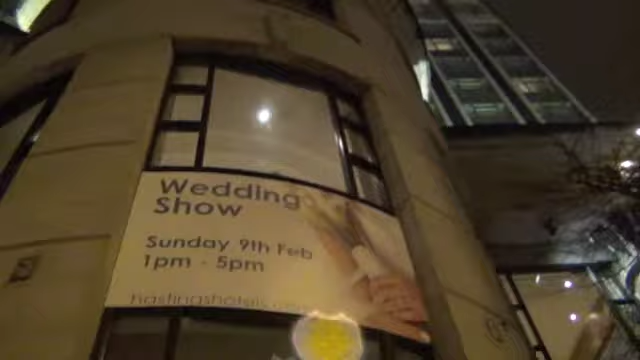 Wedding
Show
Sunday 9th Feb
1pm - 5pm
hastingshotels.com